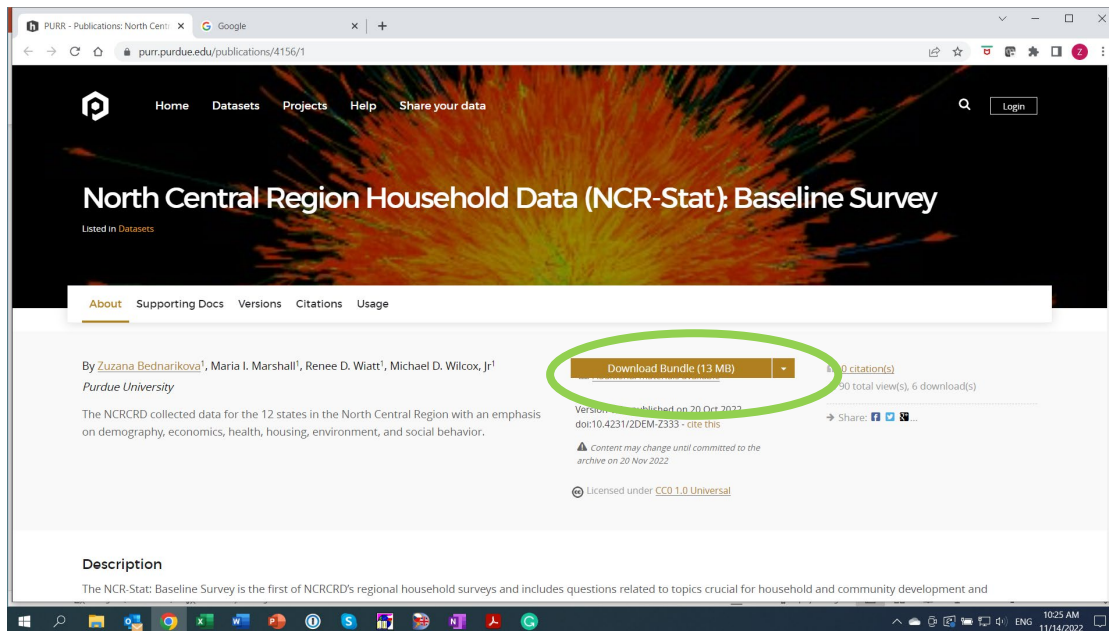 PURR - Publications: North Centr
Google
purr.purdue.edu/publications/4156/1
Z
Home Datasets Projects Help Share your data
Login
North Central Region Household Data (NCR-Stat): Baseline Survey
Listed in Datasets
About Supporting Docs Versions Citations Usage
By Zuzana Bednarikova1, Maria I. Marshall1, Renee D. Wiatt1, Michael D. Wilcox, Jr1
Purdue University
The NCRCRD collected data for the 12 states in the North Central Region with an emphasis
on demography, economics, health, housing, environment, and social behavior.
Download Bundle (13 MB)
published on 20 Oct 2022
doi:10.4231/2DEM-Z333 - cite this
Content may change until committed to the
archive on 20 Nov 2022
Licensed under CC0 1.0 Universal
0 citation(s)
90 total view(s), 6 download(s)
Share:
...
Description
The NCR-Stat: Baseline Survey is the first of NCRCRD's regional household surveys and includes questions related to topics crucial for household and community development and
ENG
10:25 AM
11/14/2022